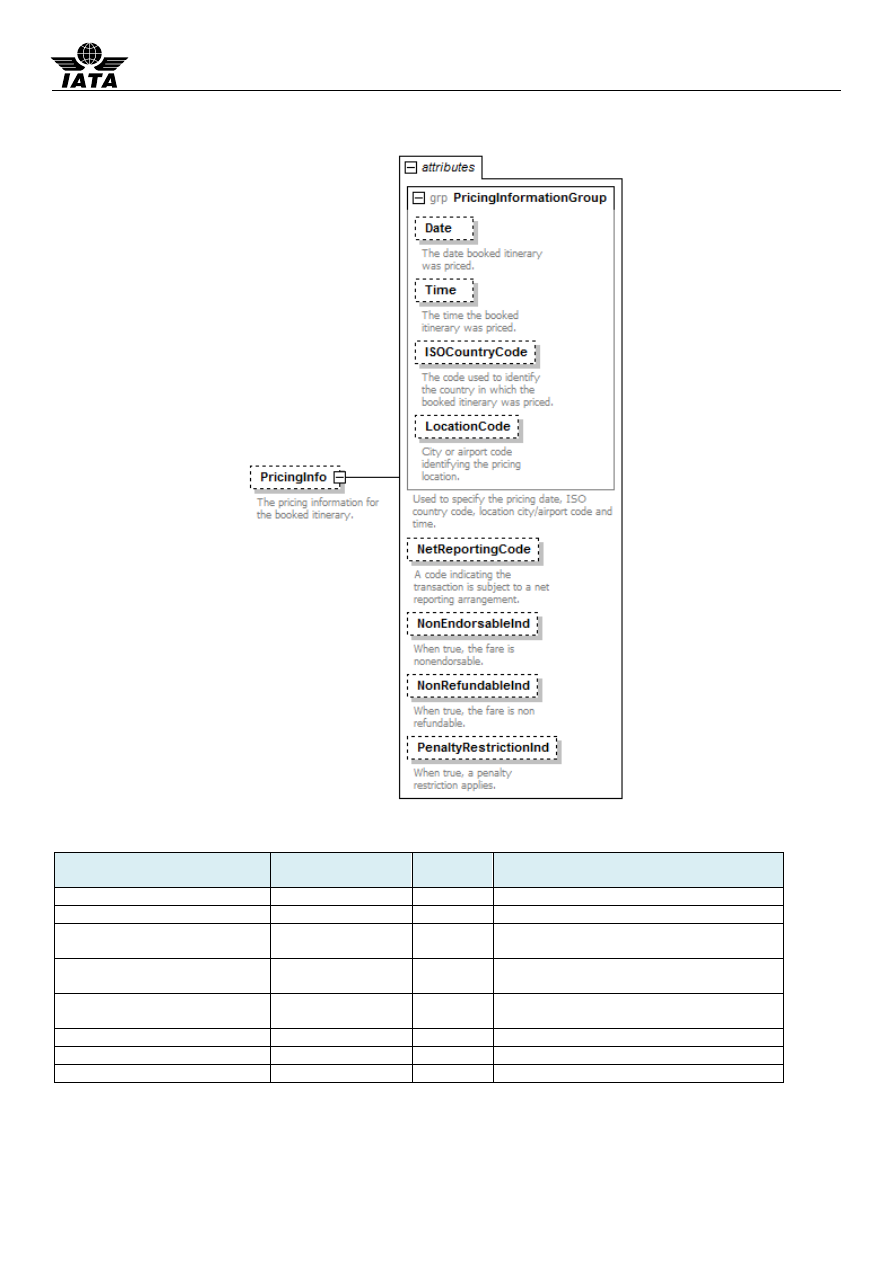 IATA
attributes
grp PricingInformationGroup
Date
The date booked itinerary
was priced.
Time
The time the booked
itinerary was priced.
ISOCountryCode
The code used to identify
the country in which the
booked itinerary was priced.
LocationCode
City or airport code
identifying the pricing
location.
PricingInfo
The pricing information for
the booked itinerary.
Used to specify the pricing date, ISO
country code, location city/airport code and
time.
NetReportingCode
A code indicating the
transaction is subject to a net
reporting arrangement.
NonEndorsableInd
When true, the fare is
nonendorsable.
NonRefundableInd
When true, the fare is non
refundable.
PenaltyRestrictionInd
When true, a penalty
restriction applies.